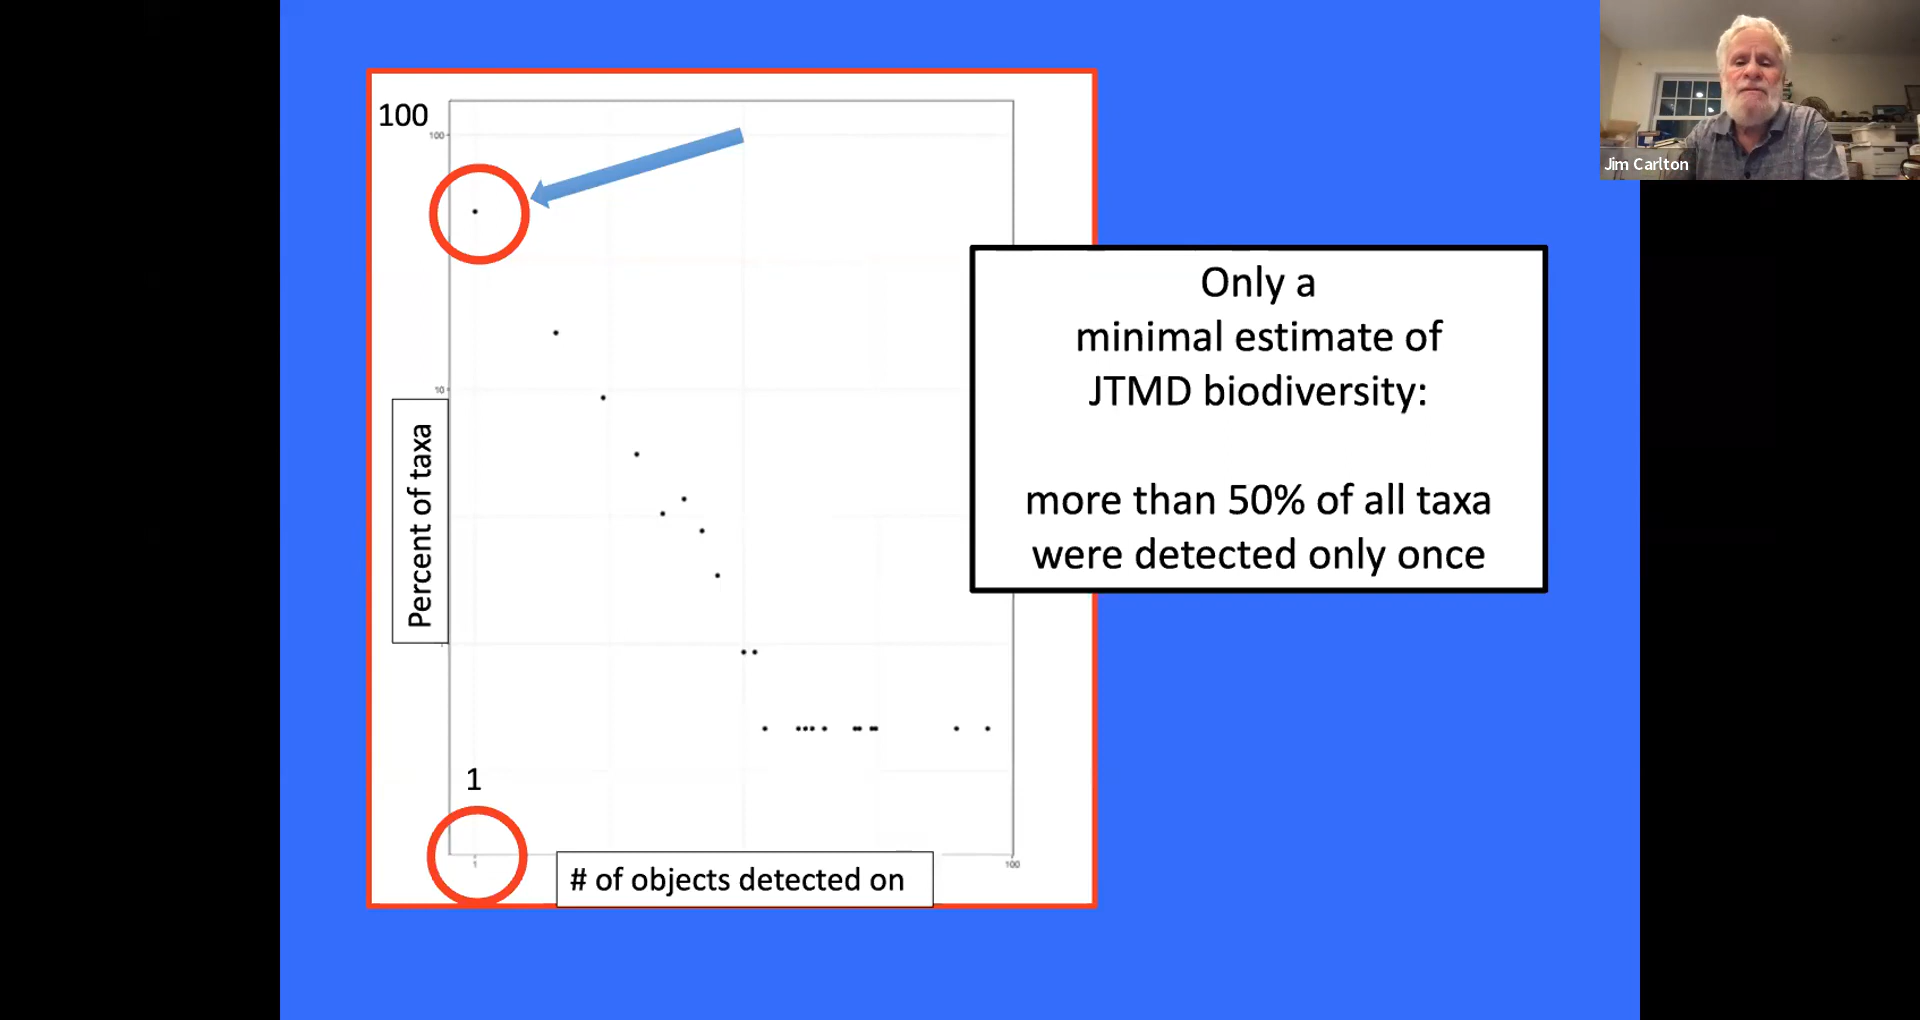 100
100
10
Percent of taxa
1
1
100
# of objects detected on
Only a
minimal estimate of
JTMD biodiversity:
more than 50% of all taxa
were detected only once
Jim Carlton